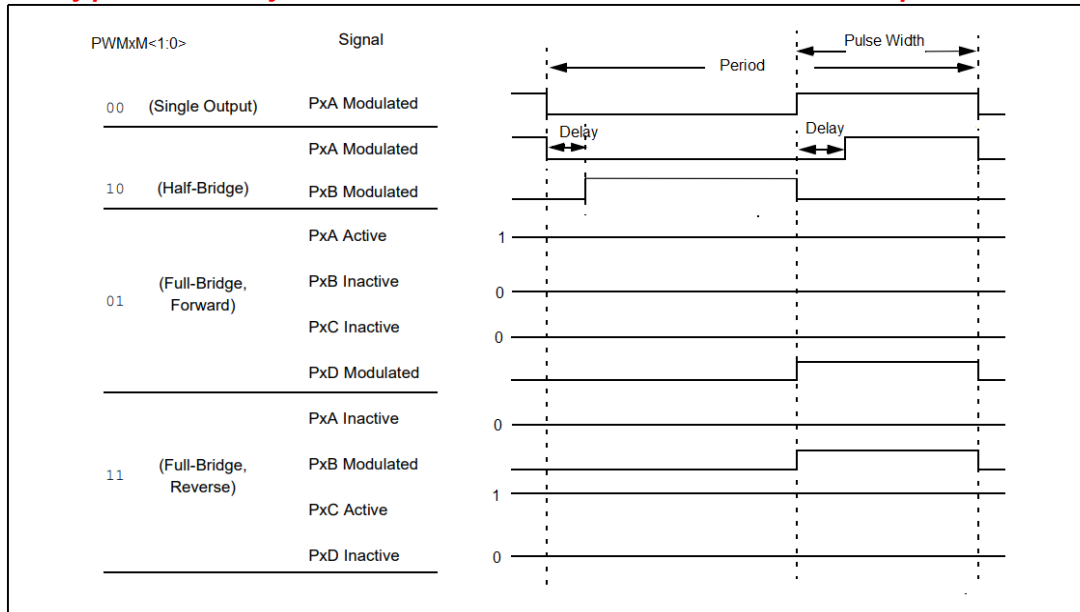 PWMxM<1:0> Signal Pulse Width
Period
00 (Single Output) PxA Modulated
Delay Delay
PxA Modulated
10 (Half-Bridge) PxB Modulated
PxA Active 1
PxB Inactive 0
01 (Full-Bridge,
Forward)
PxC Inactive 0
PxD Modulated
PxA Inactive 0
11 (Full-Bridge,
Reverse)
PxB Modulated
PxC Active 1
PxD Inactive 0